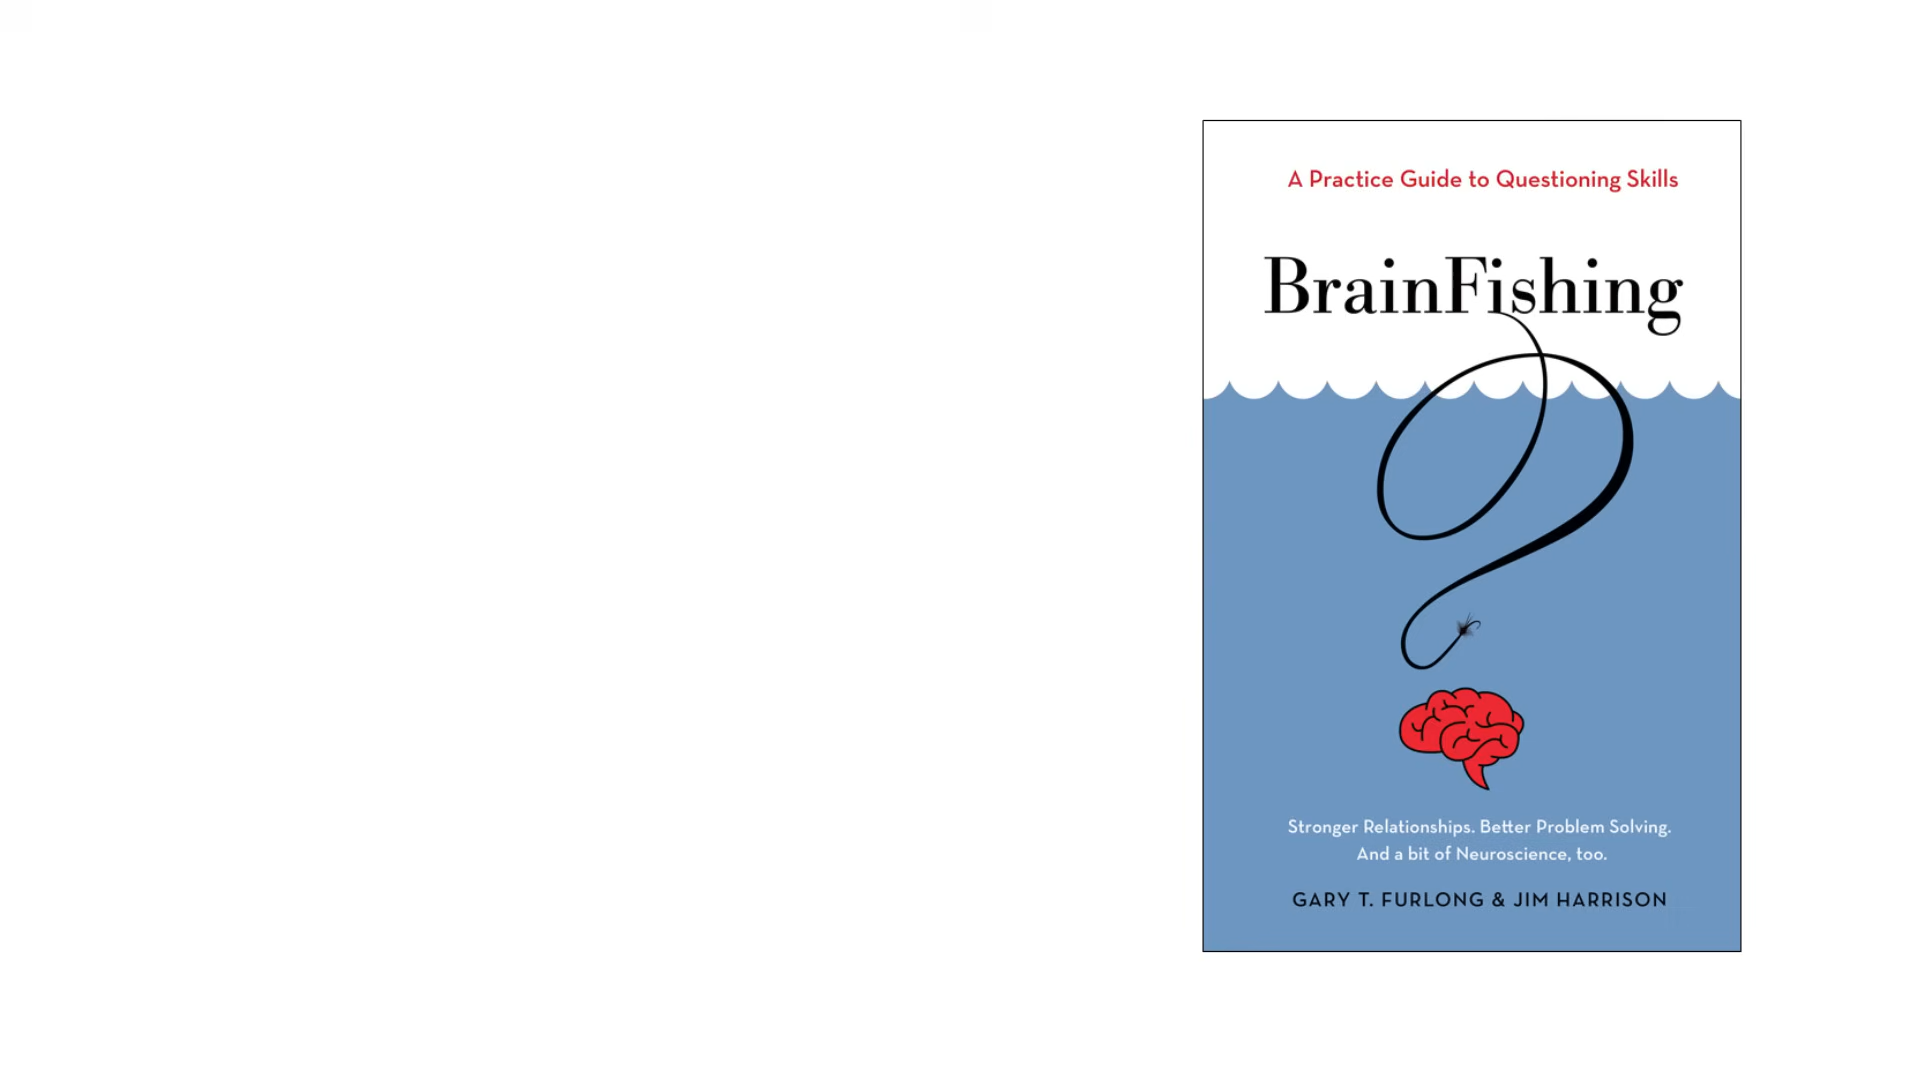 A Practice Guide to Questioning Skills
BrainFishing
Stronger Relationships. Better Problem Solving.
And a bit of Neuroscience, too.
GARY T. FURLONG & JIM HARRISON